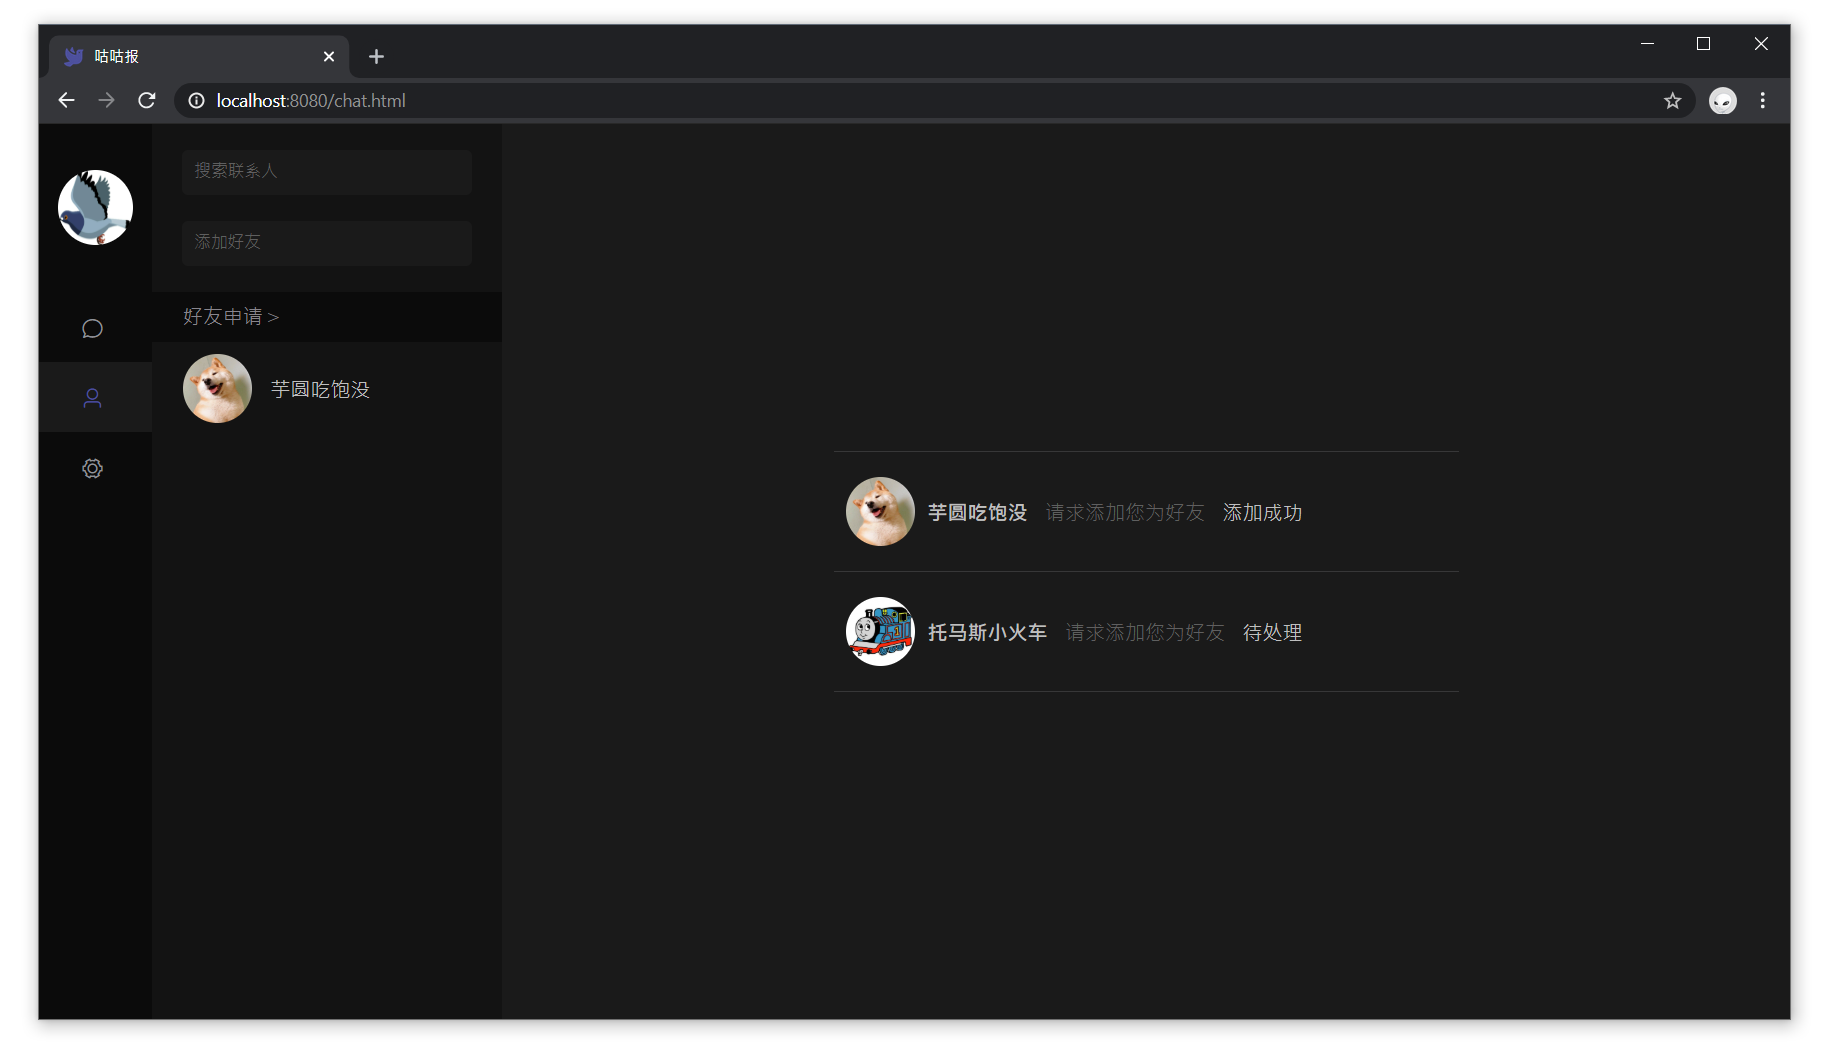 咕咕报
localhost:8080/chat.html
搜索联系人
添加好友
好友申请 >
芋圆吃饱没
芋圆吃饱没 请求添加您为好友 添加成功
托马斯小火车 请求添加您为好友 待处理